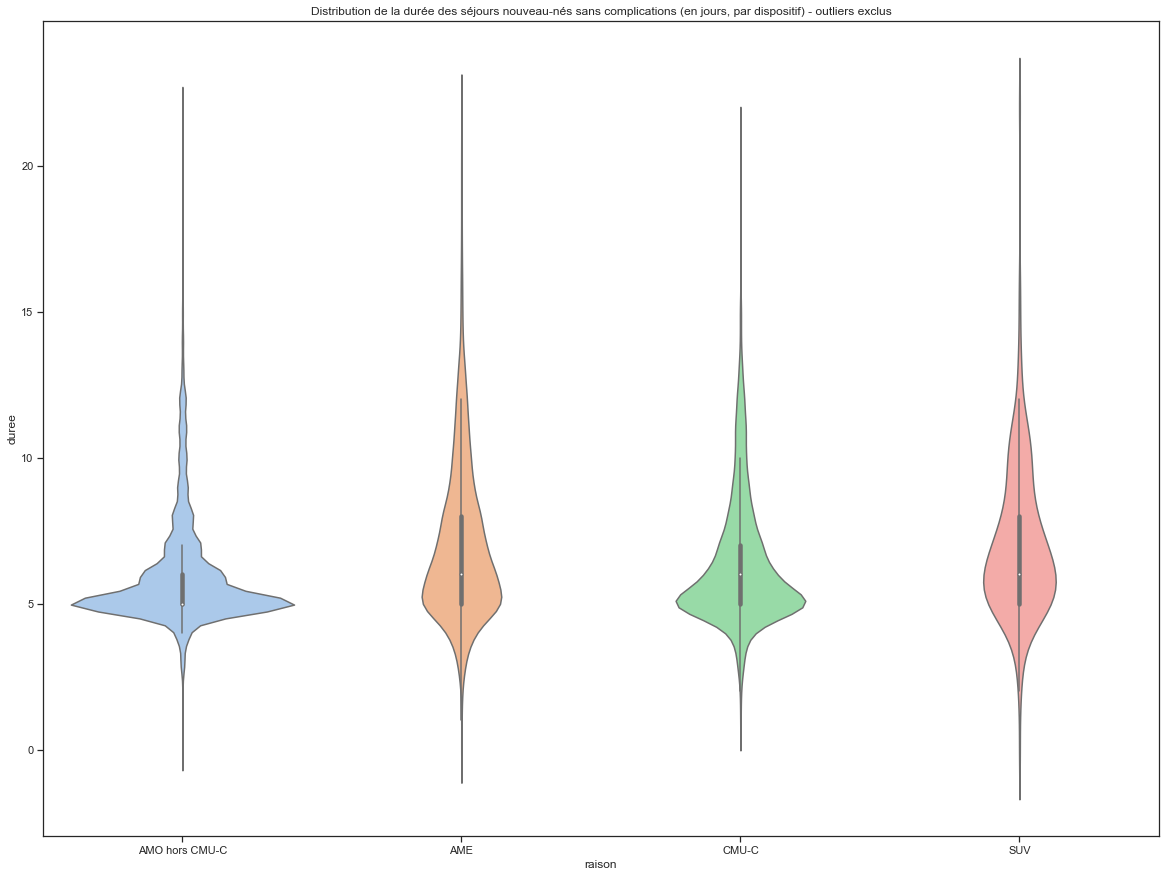 Distribution de la durée des séjours nouveau-nés sans complications (en jours, par dispositif) - outliers exclus
20
15
duree
10
5
0
AMO hors CMU-C
AME
CMU-C
SUV
raison